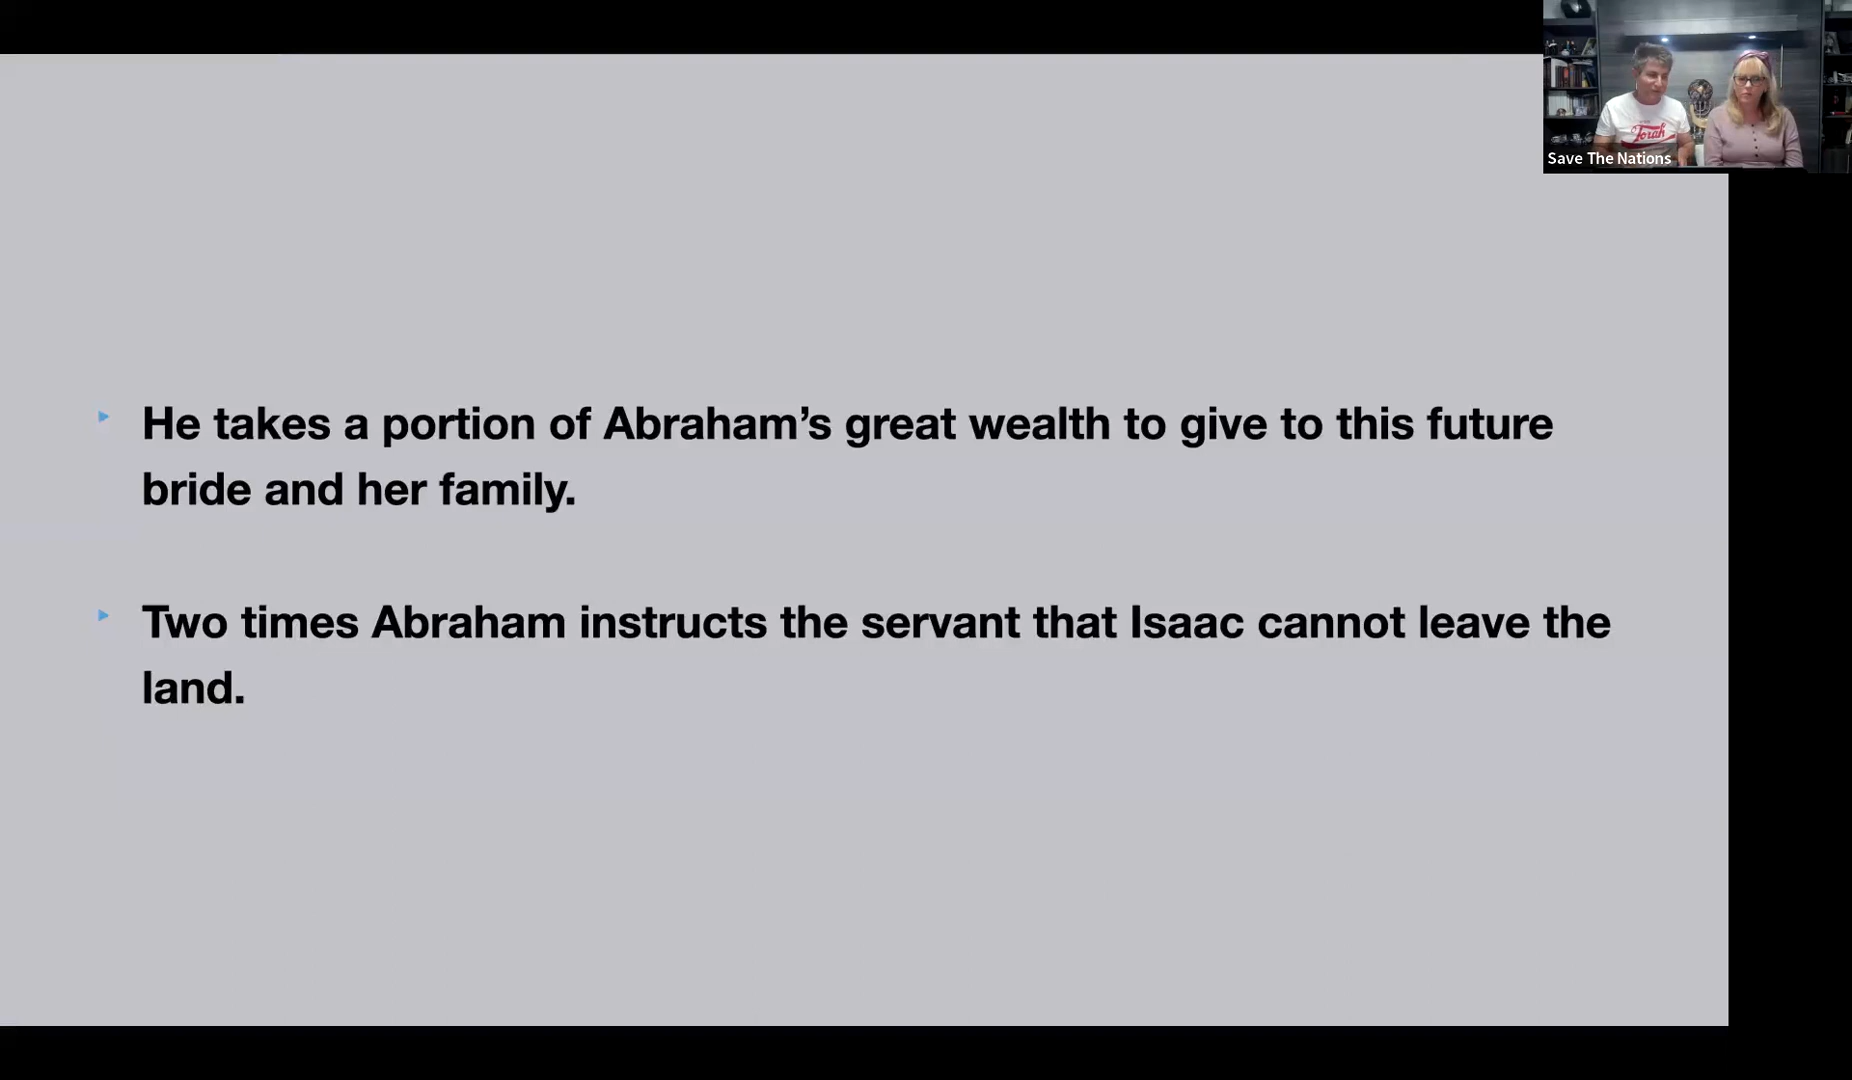 Torah
Save The Nations
He takes a portion of Abraham’s great wealth to give to this future
bride and her family.
Two times Abraham instructs the servant that Isaac cannot leave the
land.